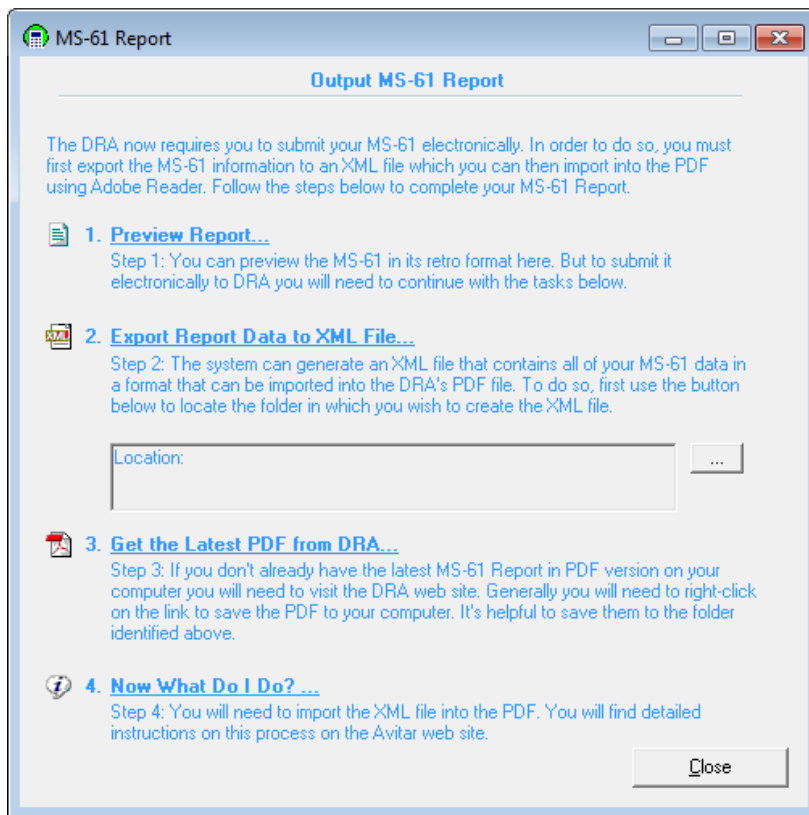 MS-61 Report
Output MS-61 Report
The DRA now requires you to submit your MS-61 electronically. In order to do so, you must
first export the MS-61 information to an XML file which you can then import into the PDF
using Adobe Reader. Follow the steps below to complete your MS-61 Report.
1. Preview Report...
Step 1: You can preview the MS-61 in its retro format here. But to submit it
electronically to DRA you will need to continue with the tasks below.
XML
2. Export Report Data to XML File...
Step 2: The system can generate an XML file that contains all of your MS-61 data in
a format that can be imported into the DRA's PDF file. To do so, first use the button
below to locate the folder in which you wish to create the XML file.
Location:
...
3. Get the Latest PDF from DRA...
Step 3: If you don't already have the latest MS-61 Report in PDF version on your
computer you will need to visit the DRA web site. Generally you will need to right-click
on the link to save the PDF to your computer. It's helpful to save them to the folder
identified above.
4. Now What Do I Do? ...
Step 4: You will need to import the XML file into the PDF. You will find detailed
instructions on this process on the Avitar web site.
Close